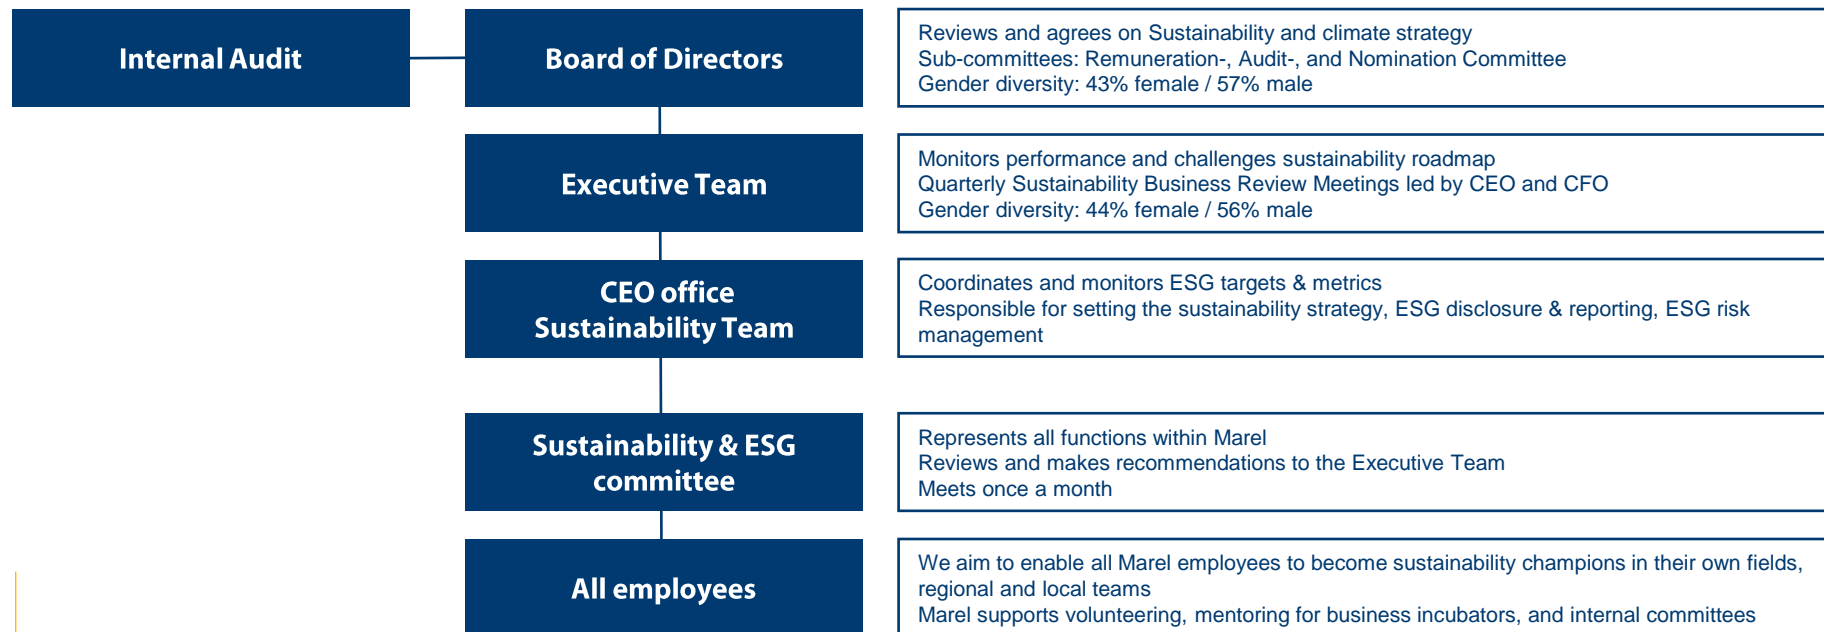 Internal Audit
Board of Directors
Reviews and agrees on Sustainability and climate strategy
Sub-committees: Remuneration-, Audit-, and Nomination Committee
Gender diversity: 43% female / 57% male
Executive Team
Monitors performance and challenges sustainability roadmap
Quarterly Sustainability Business Review Meetings led by CEO and CFO
Gender diversity: 44% female / 56% male
CEO office
Sustainability Team
Coordinates and monitors ESG targets & metrics
Responsible for setting the sustainability strategy, ESG disclosure & reporting, ESG risk
management
Sustainability & ESG
committee
Represents all functions within Marel
Reviews and makes recommendations to the Executive Team
Meets once a month
All employees
We aim to enable all Marel employees to become sustainability champions in their own fields,
regional and local teams
Marel supports volunteering, mentoring for business incubators, and internal committees